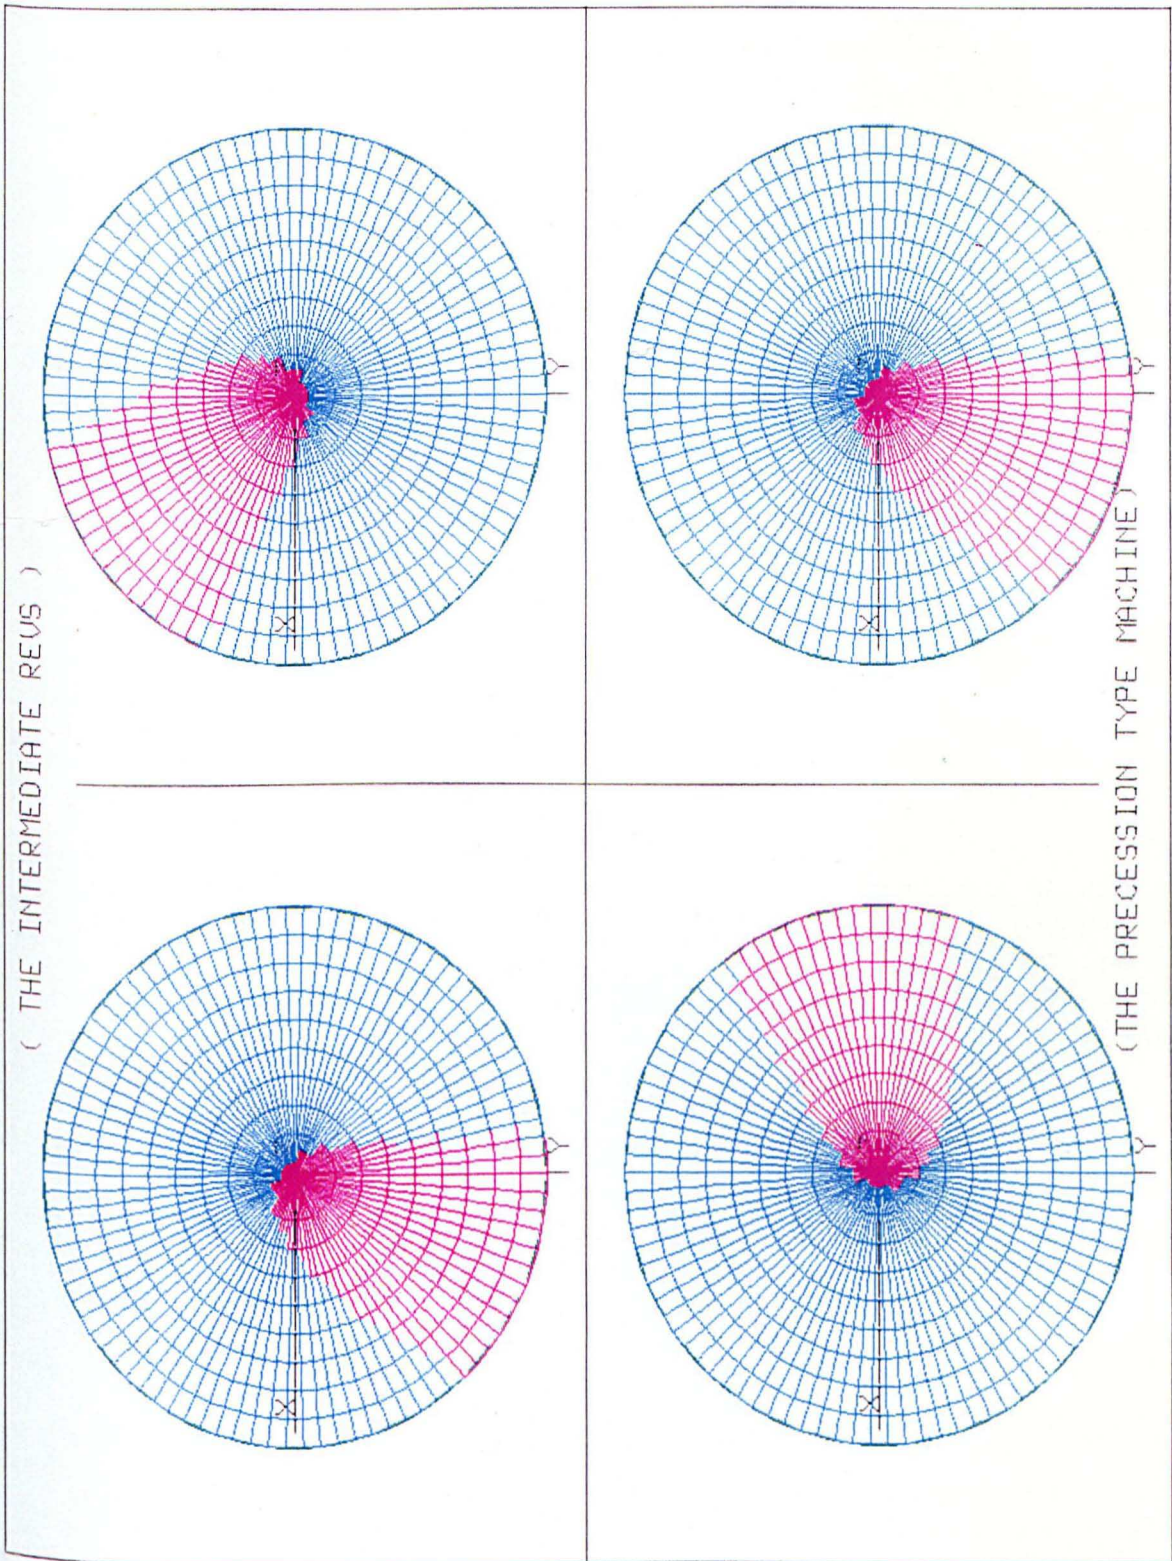 ( THE INTERMEDIATE REVS )
X
Y
X
Y
X
Y
X
Y
(THE PRECESSION TYPE MACHINE)